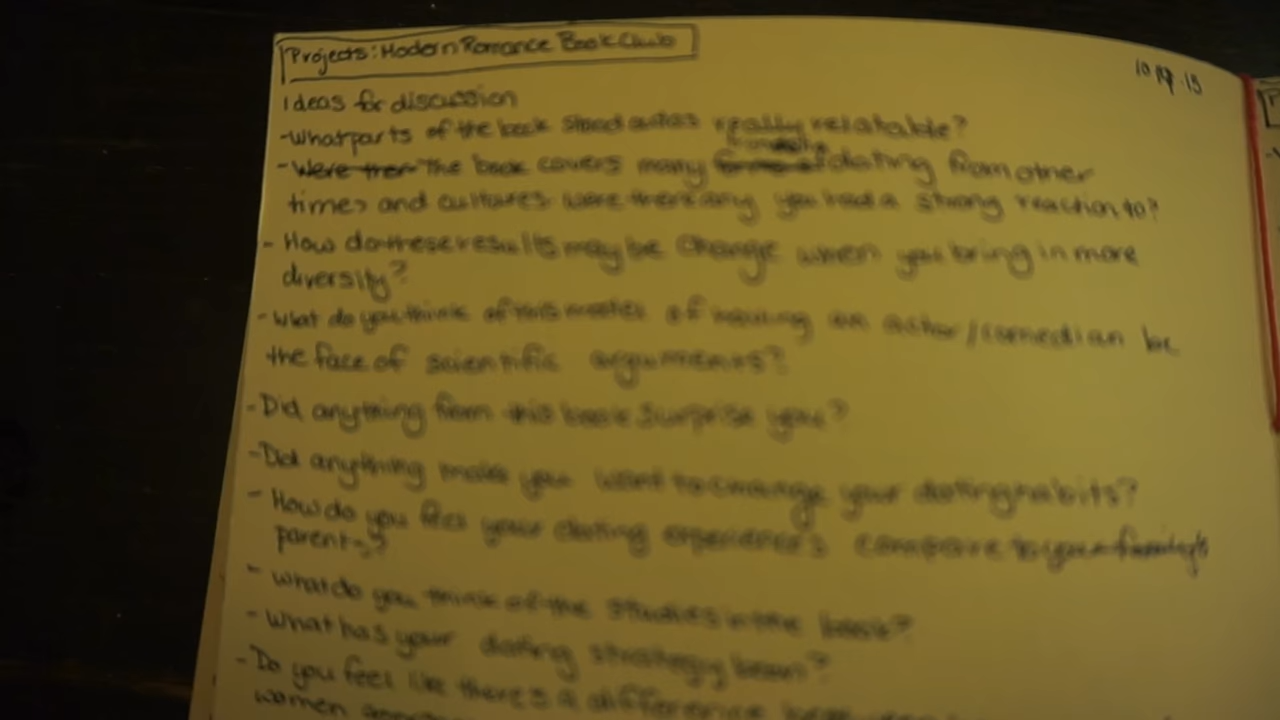 Projects: Modern Romance Book Club
10 19.15
Ideas for discussion
- What parts of the book stood out as really relatable?
- Were ther The book covers many dating from other
times and cultures were there any you had a strong reaction to?
- How do these results maybe change when you bring in more
diversity?
- What do you think of this of having an actor/comedian be
the face of scientific arguments?
- Did anything from this book surprise you?
- Did anything make you want to change your dating habits?
- How do you feel your dating experiences compare to your family's
parents?
- What do you think of the studies in the book?
- What has your dating strategy been?
- Do you feel like there's a difference between
women